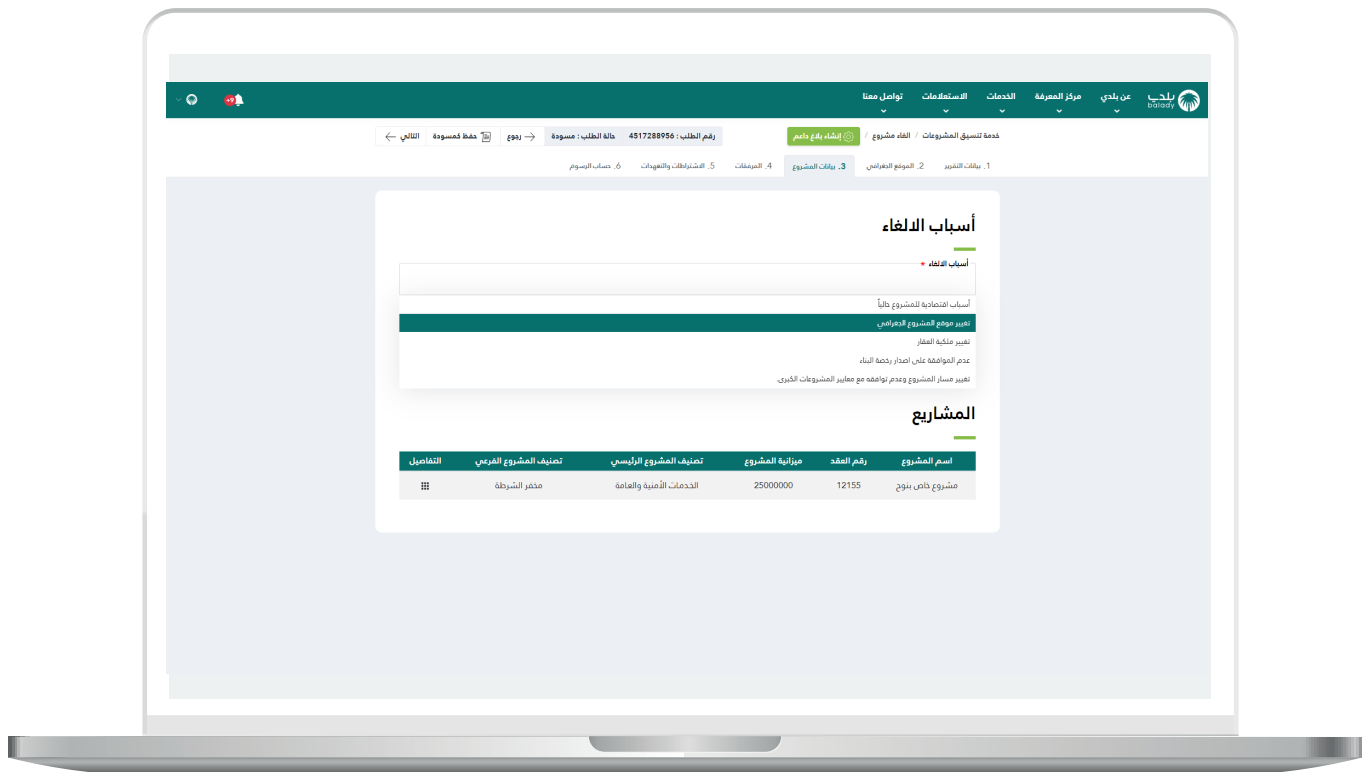 بلدي
balady
عن بلدي
مركز المعرفة
الخدمات
الاستعلامات
تواصل معنا
+9
خدمة تنسيق المشروعات / الغاء مشروع /
إنشاء بلاغ داعم
رقم الطلب : 4517288956
حالة الطلب : مسودة
رجوع
حفظ كمسودة
التالي
1. بيانات التقرير
2. الموقع الجغرافي
3. بيانات المشروع
4. المرفقات
5. الاشتراطات والتعهدات
6. حساب الرسوم
أسباب الالغاء
أسباب الالغاء *
أسباب اقتصادية للمشروع حالياً
تغيير موقع المشروع الجغرافي
تغيير ملكية العقار
عدم الموافقة على اصدار رخصة البناء
تغيير مسار المشروع وعدم توافقه مع معايير المشروعات الكبرى.
المشاريع
اسم المشروع رقم العقد ميزانية المشروع تصنيف المشروع الرئيسي تصنيف المشروع الفرعي التفاصيل
مشروع خاص بنوح 12155 25000000 الخدمات الأمنية والعامة مخفر الشرطة